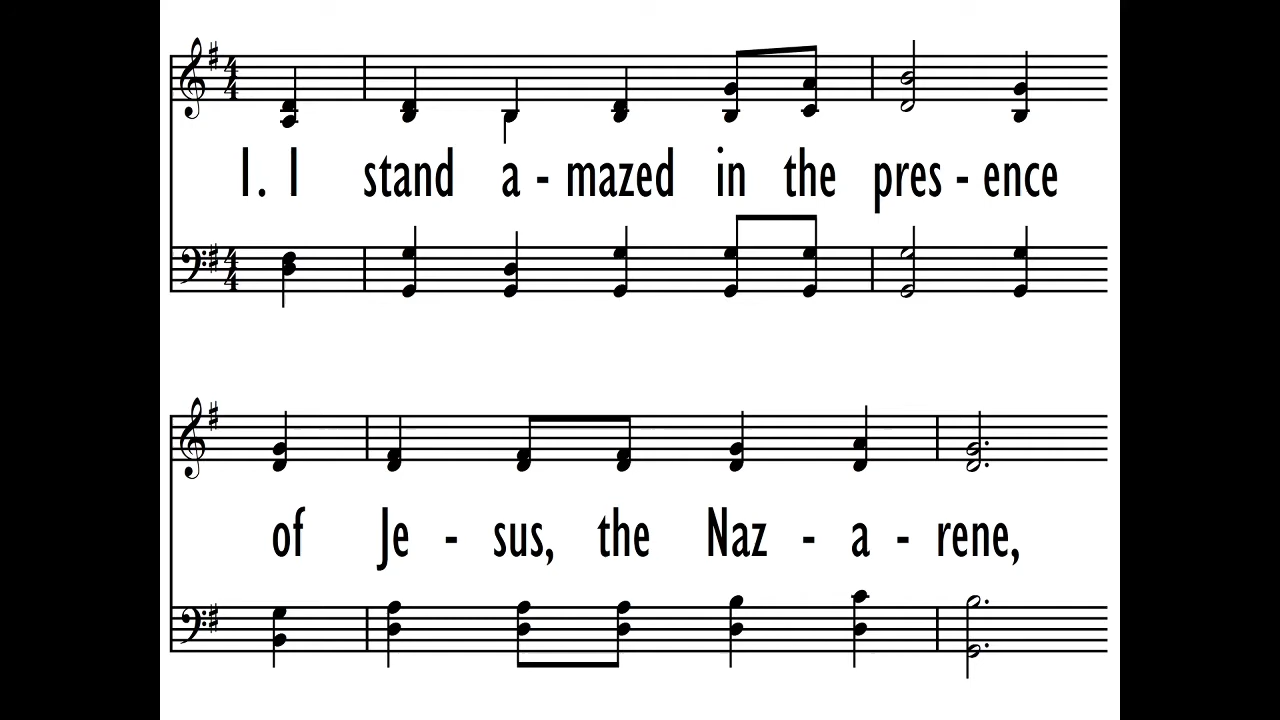 1. I stand a - mazed in the pres - ence
of Je - sus, the Naz - a - rene,